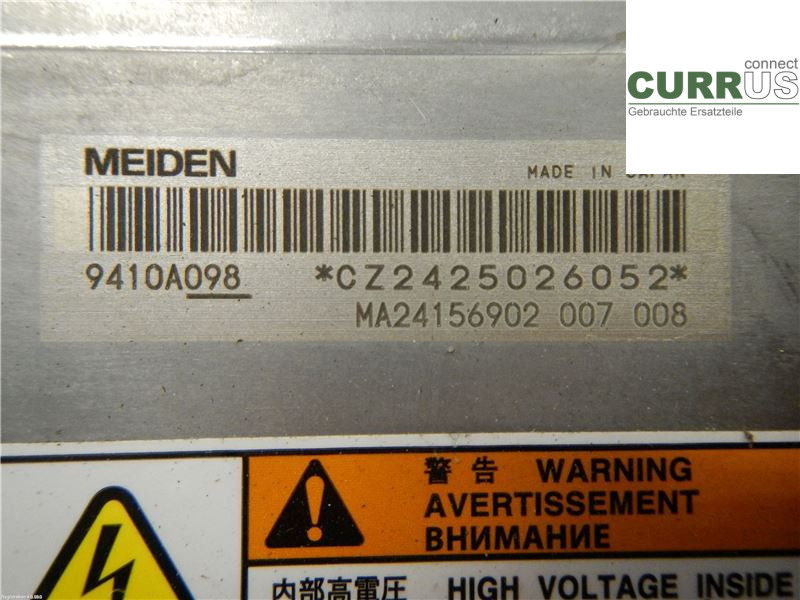 connect
CURRUS
Gebrauchte Ersatzteile
MEIDEN
MADE IN JAPAN
9410A098 *CZ2425026052*
MA24156902 007 008
警告 WARNING
AVERTISSEMENT
ВНИМАНИЕ
内部高電圧 HIGH VOLTAGE INSIDE